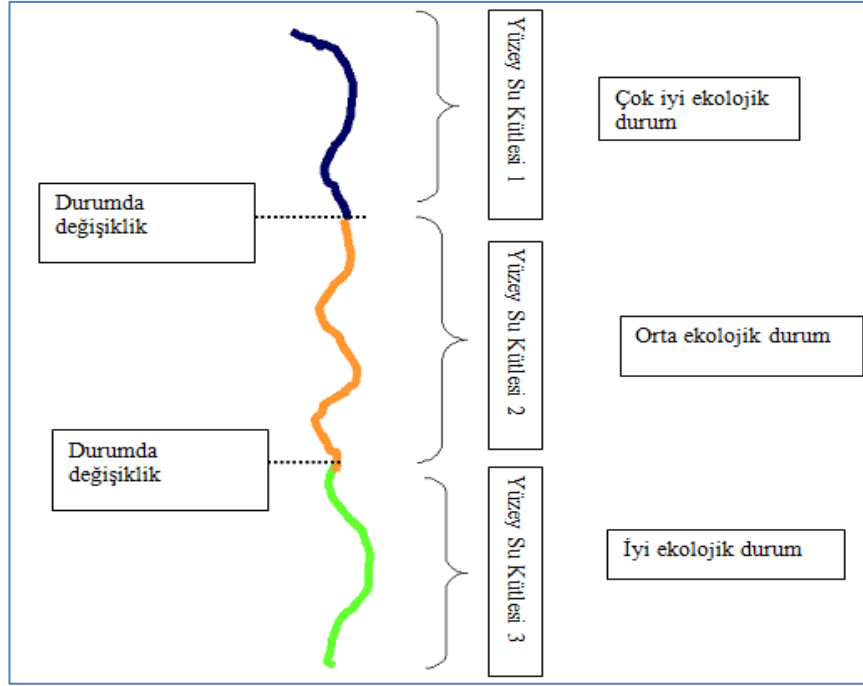 Yüzey Su Kütlesi 1
Çok iyi ekolojik
durum
Durumda
değişiklik
Yüzey Su Kütlesi 2
Orta ekolojik durum
Durumda
değişiklik
Yüzey Su Kütlesi 3
İyi ekolojik durum